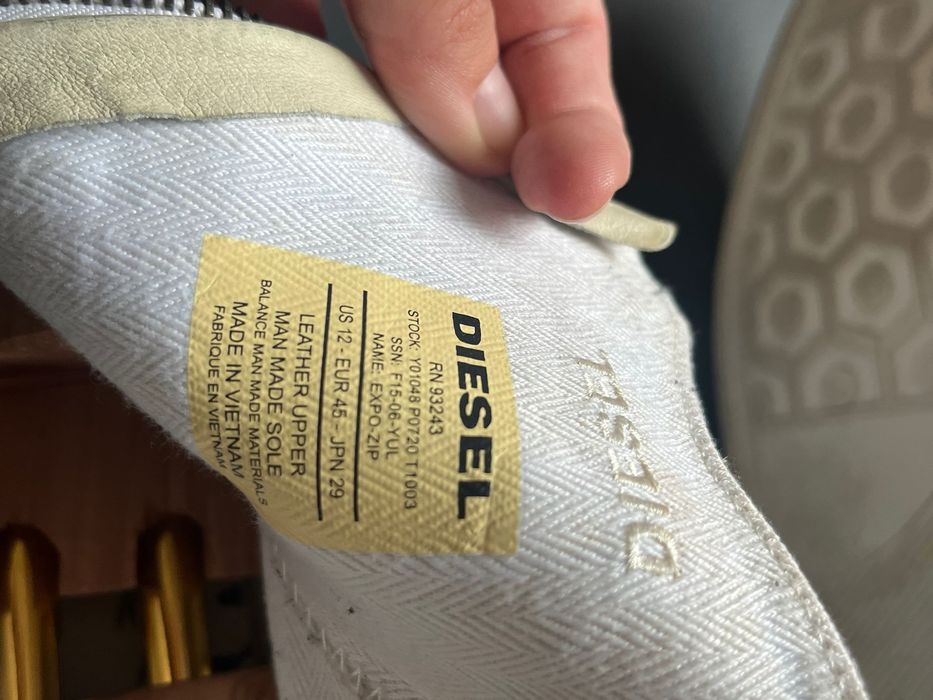 DIESEL
RN 93243
STOCK: Y01048 P0720 T1003
SSN: F15-06-YUL
NAME: EXPO-ZIP
US 12 - EUR 45 - JPN 29
LEATHER UPPER
MAN MADE SOLE
BALANCE MAN MADE MATERIALS
MADE IN VIETNAM
FABRIQUE EN VIETNAM
DIESEL